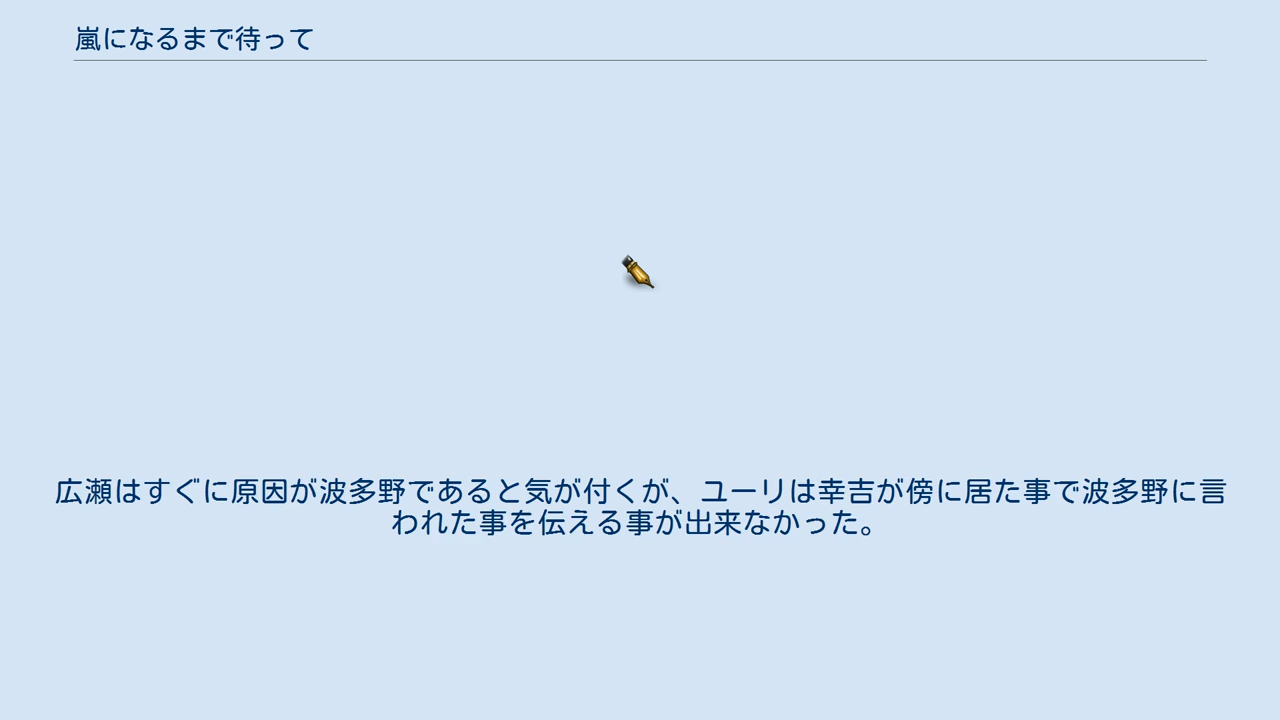 嵐になるまで待って
広瀬はすぐに原因が波多野であると気が付くが、ユーリは幸吉が傍に居た事で波多野に言
われた事を伝える事が出来なかった。